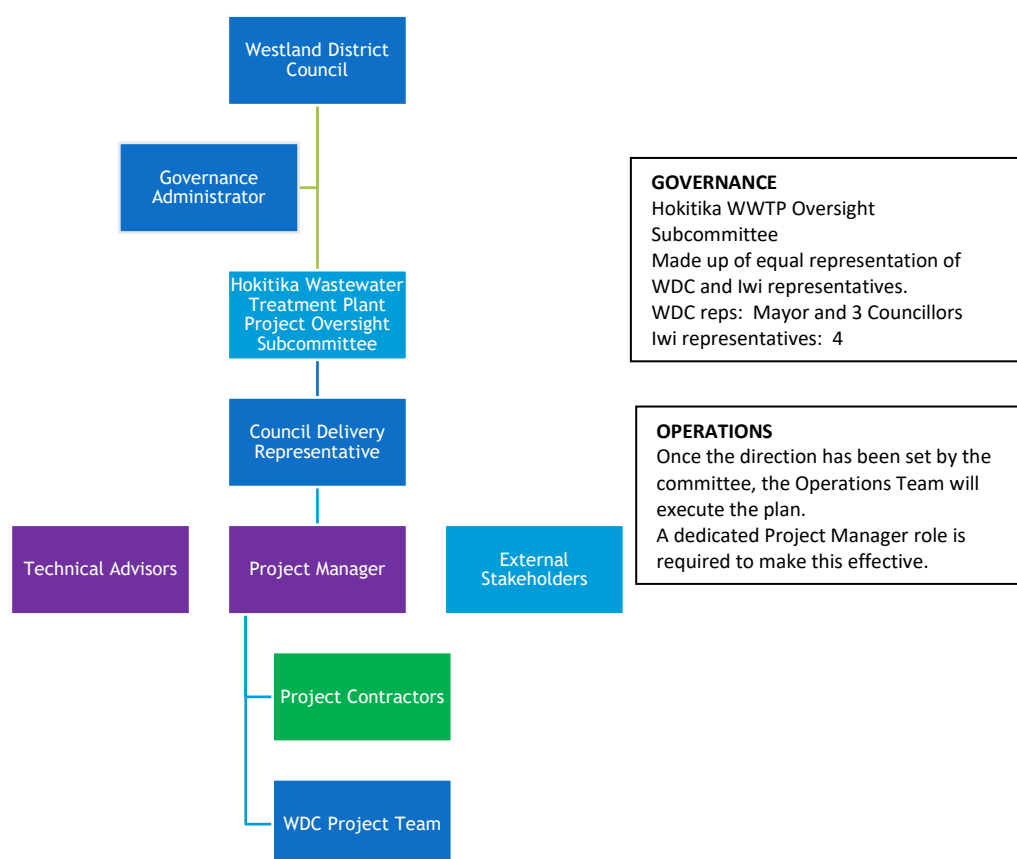 Westland District
Council
Governance
Administrator
Hokitika Wastewater
Treatment Plant
Project Oversight
Subcommittee
Council Delivery
Representative
Technical Advisors
Project Manager
External
Stakeholders
Project Contractors
WDC Project Team
GOVERNANCE
Hokitika WWTP Oversight
Subcommittee
Made up of equal representation of
WDC and Iwi representatives.
WDC reps:  Mayor and 3 Councillors
Iwi representatives:  4
OPERATIONS
Once the direction has been set by the
committee, the Operations Team will
execute the plan.
A dedicated Project Manager role is
required to make this effective.